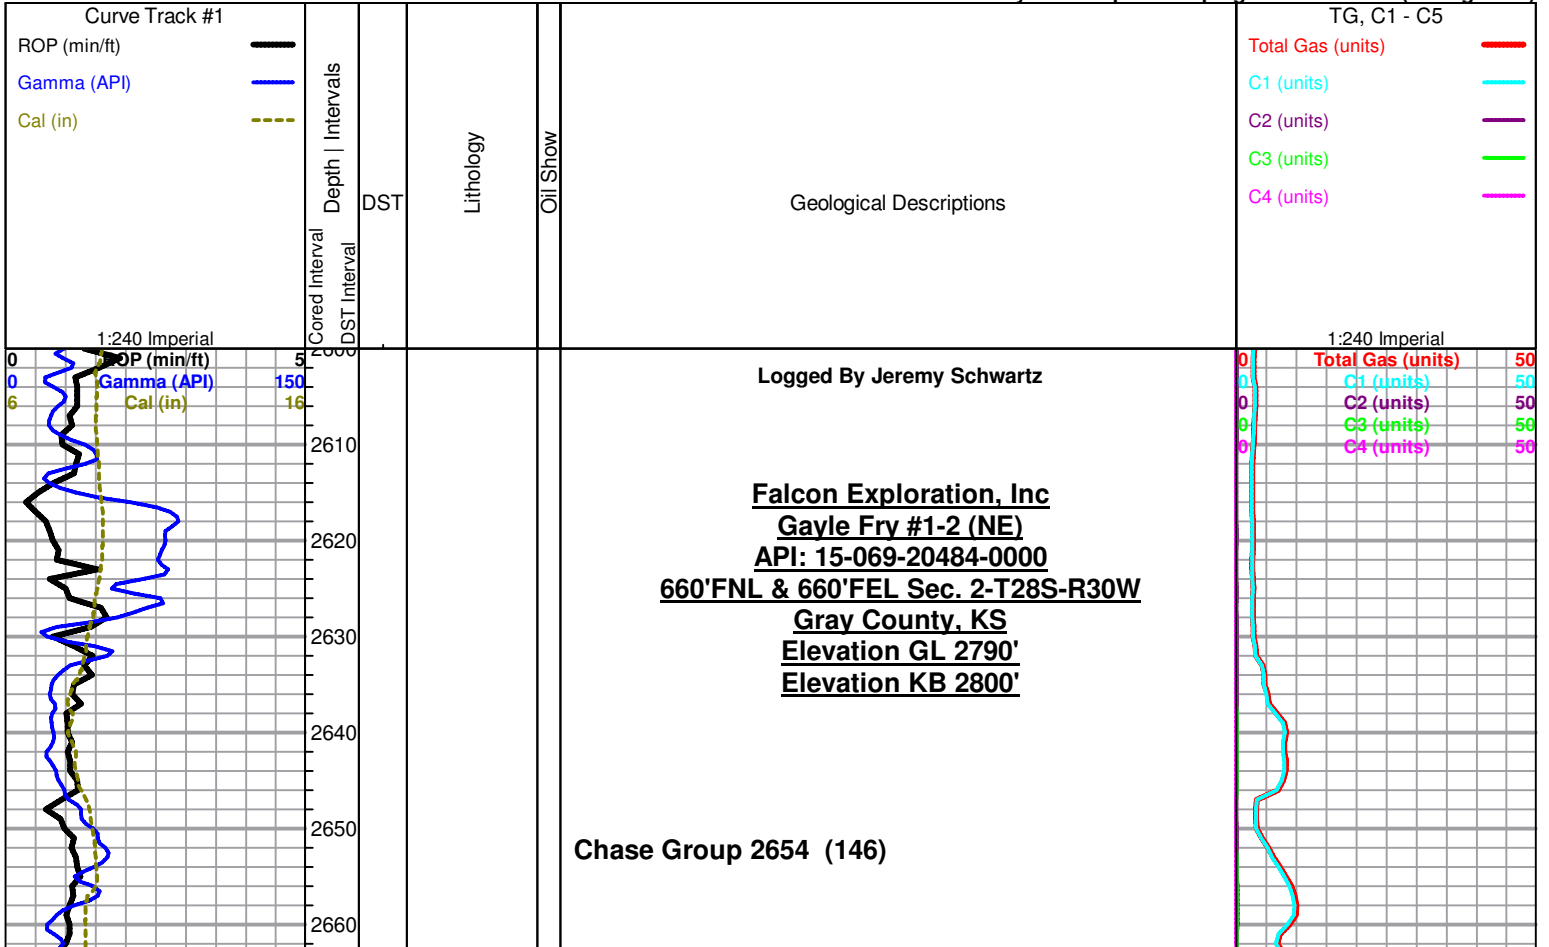 Curve Track #1
ROP (min/ft)
Gamma (API)
Cal (in)
1:240 Imperial
Depth | Intervals
Cored Interval
DST Interval
DST
Lithology
Oil Show
Geological Descriptions
TG, C1 - C5
Total Gas (units)
C1 (units)
C2 (units)
C3 (units)
C4 (units)
1:240 Imperial
0 ROP (min/ft) 5
0 Gamma (API) 150
6 Cal (in) 16
2600
2610
2620
2630
2640
2650
2660
Logged By Jeremy Schwartz
Falcon Exploration, Inc
Gayle Fry #1-2 (NE)
API: 15-069-20484-0000
660'FNL & 660'FEL Sec. 2-T28S-R30W
Gray County, KS
Elevation GL 2790'
Elevation KB 2800'
Chase Group 2654 (146)
0 Total Gas (units) 50
0 C1 (units) 50
0 C2 (units) 50
0 C3 (units) 50
0 C4 (units) 50